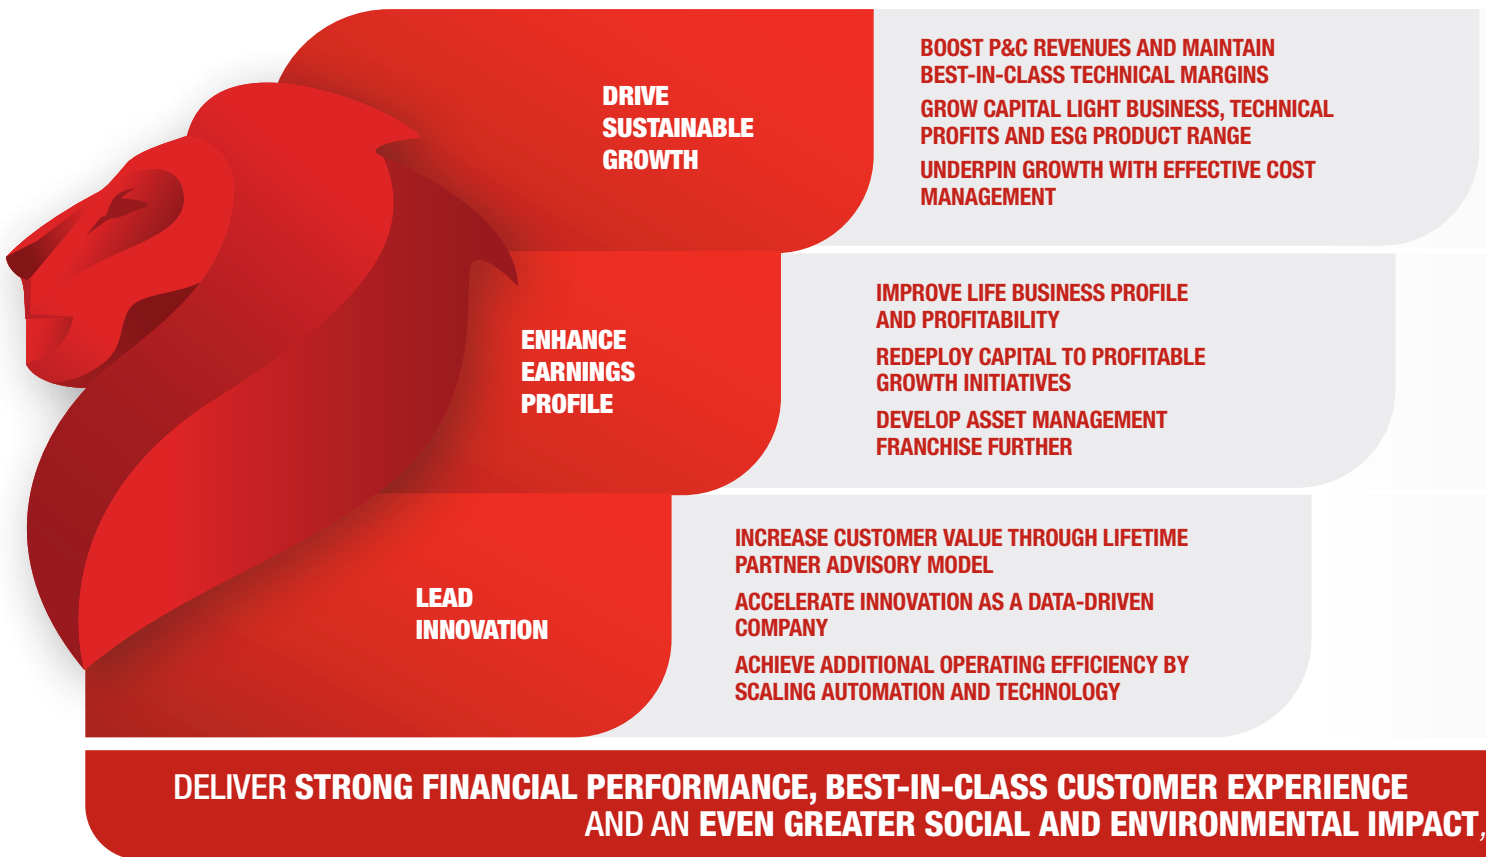 DRIVE
SUSTAINABLE
GROWTH
BOOST P&C REVENUES AND MAINTAIN
BEST-IN-CLASS TECHNICAL MARGINS
GROW CAPITAL LIGHT BUSINESS, TECHNICAL
PROFITS AND ESG PRODUCT RANGE
UNDERPIN GROWTH WITH EFFECTIVE COST
MANAGEMENT
ENHANCE
EARNINGS
PROFILE
IMPROVE LIFE BUSINESS PROFILE
AND PROFITABILITY
REDEPLOY CAPITAL TO PROFITABLE
GROWTH INITIATIVES
DEVELOP ASSET MANAGEMENT
FRANCHISE FURTHER
LEAD
INNOVATION
INCREASE CUSTOMER VALUE THROUGH LIFETIME
PARTNER ADVISORY MODEL
ACCELERATE INNOVATION AS A DATA-DRIVEN
COMPANY
ACHIEVE ADDITIONAL OPERATING EFFICIENCY BY
SCALING AUTOMATION AND TECHNOLOGY
DELIVER STRONG FINANCIAL PERFORMANCE, BEST-IN-CLASS CUSTOMER EXPERIENCE
AND AN EVEN GREATER SOCIAL AND ENVIRONMENTAL IMPACT,